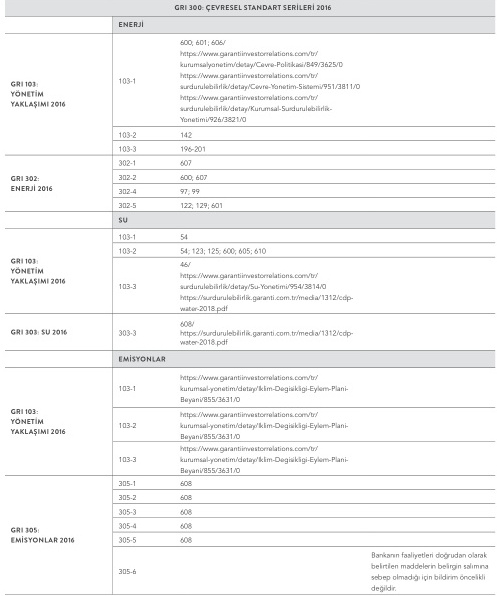 GRI 300: ÇEVRESEL STANDART SERİLERİ 2016
ENERJİ
GRI 103:
YÖNETİM
YAKLAŞIMI 2016
103-1
600; 601; 606/
https://www.garantiinvestorrelations.com/tr/
kurumsalyonetim/detay/Cevre-Politikasi/849/3625/0
https://www.garantiinvestorrelations.com/tr/
surdurulebilirlik/detay/Cevre-Yonetim-Sistemi/951/3811/0
https://www.garantiinvestorrelations.com/tr/
surdurulebilirlik/detay/Kurumsal-Surdurulebilirlik-
Yonetimi/926/3821/0
103-2 142
103-3 196-201
GRI 302:
ENERJİ 2016
302-1 607
302-2 600; 607
302-4 97; 99
302-5 122; 129; 601
SU
GRI 103:
YÖNETİM
YAKLAŞIMI 2016
103-1 54
103-2 54; 123; 125; 600; 605; 610
103-3
46/
https://www.garantiinvestorrelations.com/tr/
surdurulebilirlik/detay/Su-Yonetimi/954/3814/0
https://surdurulebilirlik.garanti.com.tr/media/1312/cdp-
water-2018.pdf
GRI 303: SU 2016
303-3
608/
https://surdurulebilirlik.garanti.com.tr/media/1312/cdp-
water-2018.pdf
EMİSYONLAR
GRI 103:
YÖNETİM
YAKLAŞIMI 2016
103-1
https://www.garantiinvestorrelations.com/tr/
kurumsal-yonetim/detay/Iklim-Degisikligi-Eylem-Plani-
Beyani/855/3631/0
103-2
https://www.garantiinvestorrelations.com/tr/
kurumsal-yonetim/detay/Iklim-Degisikligi-Eylem-Plani-
Beyani/855/3631/0
103-3
https://www.garantiinvestorrelations.com/tr/
kurumsal-yonetim/detay/Iklim-Degisikligi-Eylem-Plani-
Beyani/855/3631/0
GRI 305:
EMİSYONLAR 2016
305-1 608
305-2 608
305-3 608
305-4 608
305-5 608
305-6
Bankanın faaliyetleri doğrudan olarak
belirtilen maddelerin belirgin salımına
sebep olmadığı için bildirim öncelikli
değildir.